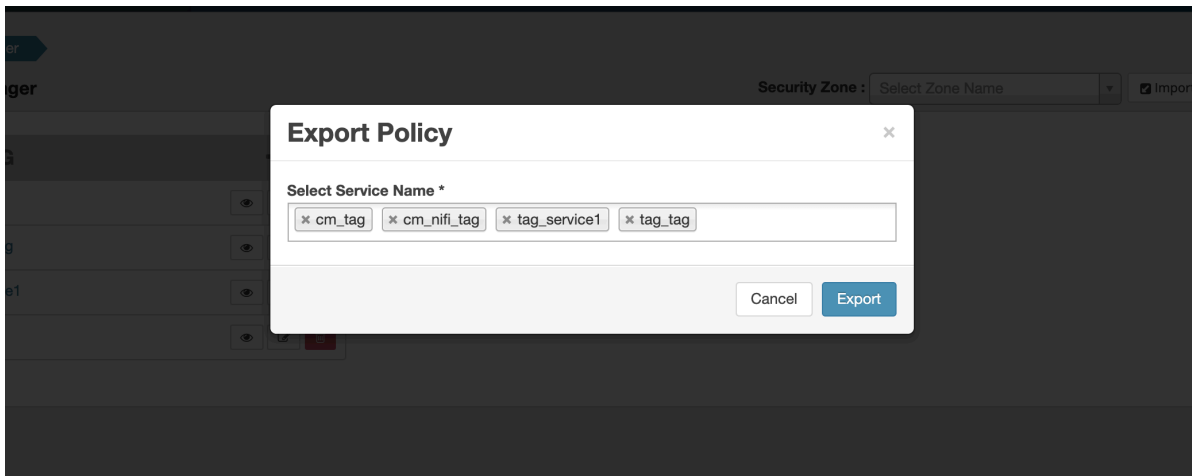 er
ger
Security Zone : Select Zone Name Impor
Export Policy ×
G
Select Service Name *
× cm_tag × cm_nifi_tag × tag_service1 × tag_tag
g
e1
Cancel Export